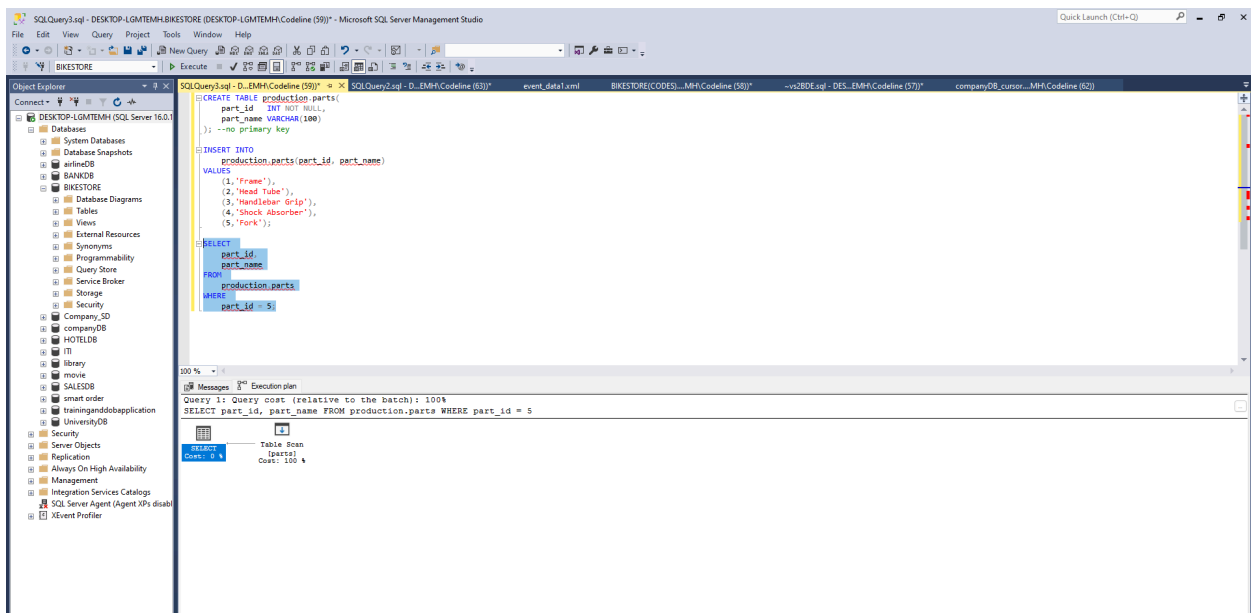 SQLQuery3.sql - DESKTOP-LGMTEMH.BIKESTORE (DESKTOP-LGMTEMH\Codeline (59))* - Microsoft SQL Server Management Studio
Quick Launch (Ctrl+Q)
File Edit View Query Project Tools Window Help
New Query
BIKESTORE
Execute
Object Explorer
Connect
DESKTOP-LGMTEMH (SQL Server 16.0.1
Databases
System Databases
Database Snapshots
airlineDB
BANKDB
BIKESTORE
Database Diagrams
Tables
Views
External Resources
Synonyms
Programmability
Query Store
Service Broker
Storage
Security
Company_SD
companyDB
HOTELDB
ITI
library
movie
SALESDB
smart order
traininganddobapplication
UniversityDB
Security
Server Objects
Replication
Always On High Availability
Management
Integration Services Catalogs
SQL Server Agent (Agent XPs disabl
XEvent Profiler
SQLQuery3.sql - D...EMH\Codeline (59))* SQLQuery2.sql - D...EMH\Codeline (63))* event_data1.xml BIKESTORE(CODES)....MH\Codeline (58))* ~vs2BDE.sql - DES...EMH\Codeline (57))* companyDB_cursor....MH\Codeline (62))
CREATE TABLE production.parts(
part_id INT NOT NULL,
part_name VARCHAR(100)
); --no primary key
INSERT INTO
production.parts(part_id, part_name)
VALUES
(1,'Frame'),
(2,'Head Tube'),
(3,'Handlebar Grip'),
(4,'Shock Absorber'),
(5,'Fork');
SELECT
part_id,
part_name
FROM
production.parts
WHERE
part_id = 5;
100 %
Messages Execution plan
Query 1: Query cost (relative to the batch): 100%
SELECT part_id, part_name FROM production.parts WHERE part_id = 5
SELECT
Cost: 0 %
Table Scan
[parts]
Cost: 100 %